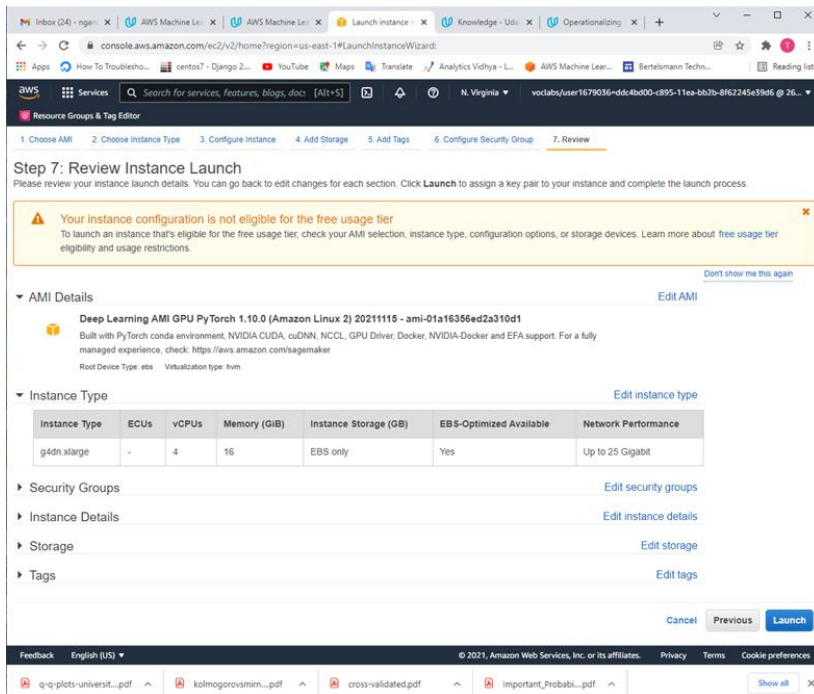 Inbox (24) - ngan
AWS Machine Lea
AWS Machine Lea
Launch instance
Knowledge - Uda
Operationalizing
console.aws.amazon.com/ec2/v2/home?region=us-east-1#LaunchInstanceWizard:
Apps
How To Troublesho...
centos7 - Django 2....
YouTube
Maps
Translate
Analytics Vidhya - L...
AWS Machine Lear...
Bertelsmann Techn...
Reading list
aws
Services
Search for services, features, blogs, docs
[Alt+S]
N. Virginia ▼
voclabs/user1679036=ddc4bd00-c895-11ea-bb2b-8f62245e39d6 @ 26... ▼
Resource Groups & Tag Editor
1. Choose AMI
2. Choose Instance Type
3. Configure Instance
4. Add Storage
5. Add Tags
6. Configure Security Group
7. Review
Step 7: Review Instance Launch
Please review your instance launch details. You can go back to edit changes for each section. Click Launch to assign a key pair to your instance and complete the launch process.
Your instance configuration is not eligible for the free usage tier
To launch an instance that's eligible for the free usage tier, check your AMI selection, instance type, configuration options, or storage devices. Learn more about free usage tier
eligibility and usage restrictions.
Don't show me this again
AMI Details
Edit AMI
Deep Learning AMI GPU PyTorch 1.10.0 (Amazon Linux 2) 20211115 - ami-01a16356ed2a310d1
Built with PyTorch conda environment, NVIDIA CUDA, cuDNN, NCCL, GPU Driver, Docker, NVIDIA-Docker and EFA support. For a fully
managed experience, check: https://aws.amazon.com/sagemaker
Root Device Type: ebs Virtualization type: hvm
Instance Type
Edit instance type
Instance Type ECUs vCPUs Memory (GiB) Instance Storage (GB) EBS-Optimized Available Network Performance
g4dn.xlarge - 4 16 EBS only Yes Up to 25 Gigabit
Security Groups
Edit security groups
Instance Details
Edit instance details
Storage
Edit storage
Tags
Edit tags
Cancel
Previous
Launch
Feedback
English (US) ▼
© 2021, Amazon Web Services, Inc. or its affiliates.
Privacy
Terms
Cookie preferences
q-q-plots-universit....pdf
kolmogorovsmirn....pdf
cross-validated.pdf
Important_Probabi....pdf
Show all